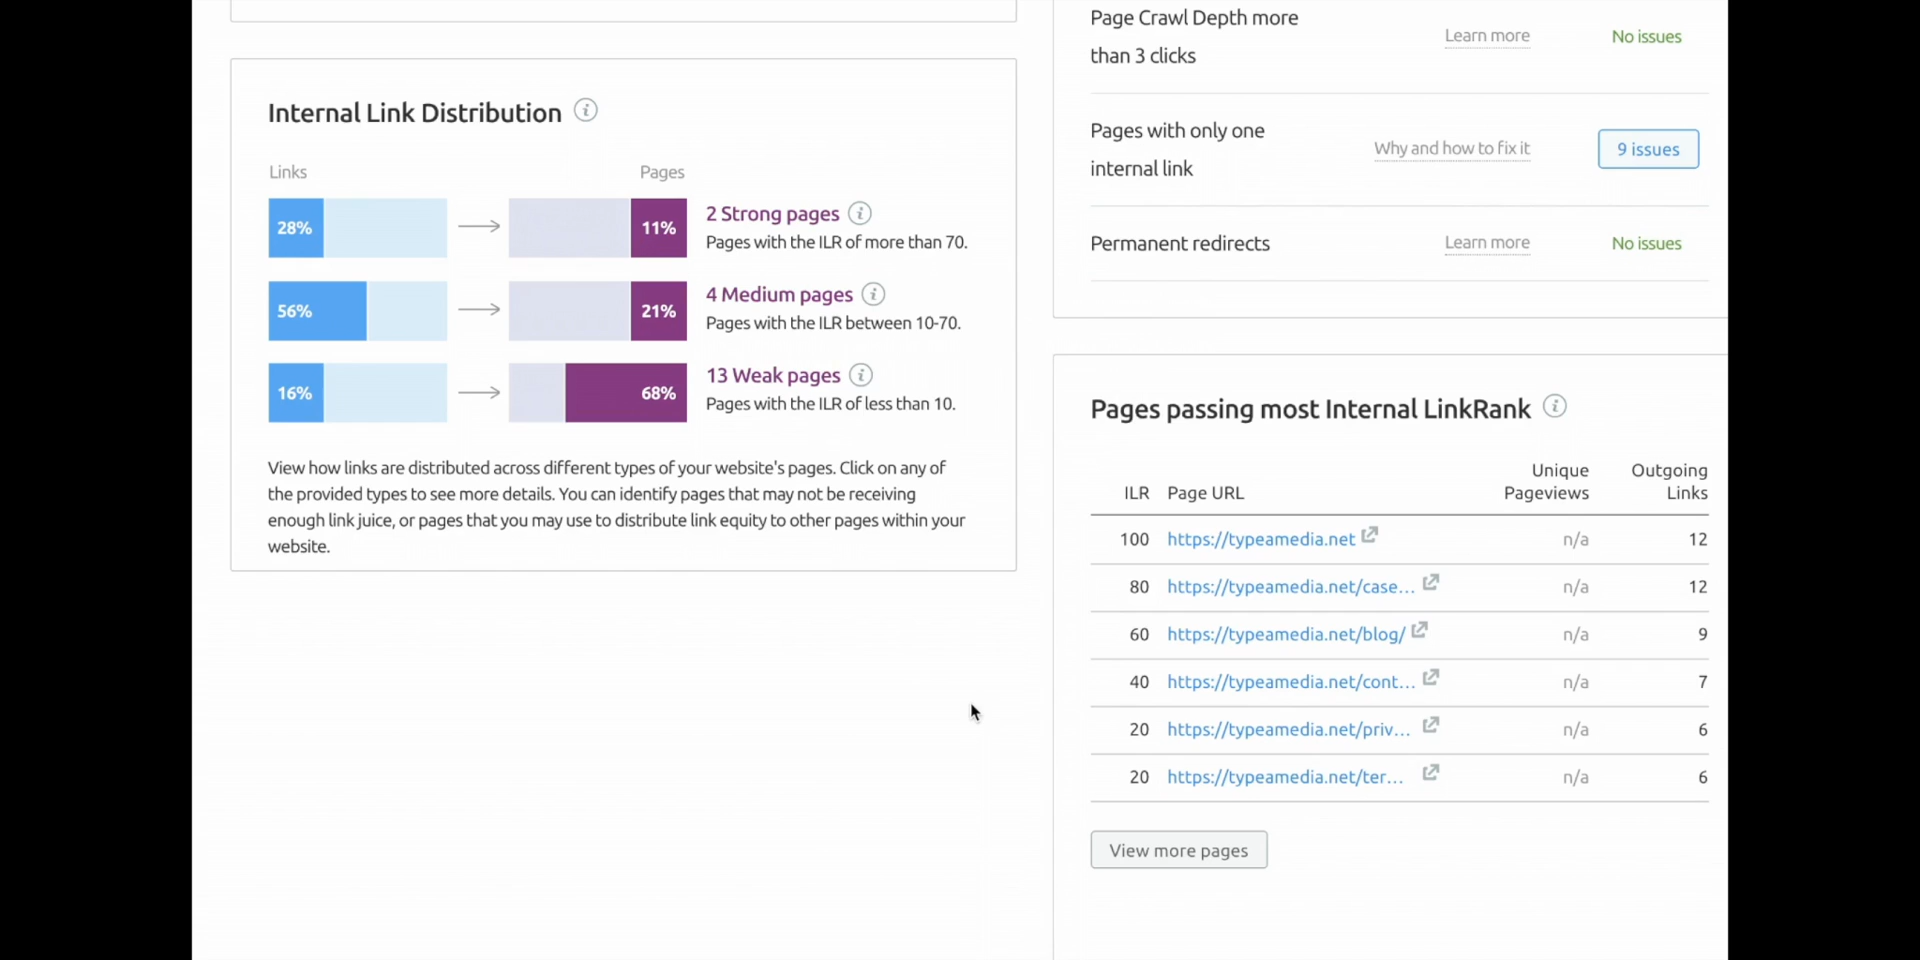 Internal Link Distribution
Links Pages
28% 11% 2 Strong pages
Pages with the ILR of more than 70.
56% 21% 4 Medium pages
Pages with the ILR between 10-70.
16% 68% 13 Weak pages
Pages with the ILR of less than 10.
View how links are distributed across different types of your website's pages. Click on any of
the provided types to see more details. You can identify pages that may not be receiving
enough link juice, or pages that you may use to distribute link equity to other pages within your
website.
Page Crawl Depth more
than 3 clicks
Learn more No issues
Pages with only one
internal link
Why and how to fix it 9 issues
Permanent redirects Learn more No issues
Pages passing most Internal LinkRank
Unique Outgoing
ILR Page URL Pageviews Links
100 https://typeamedia.net n/a 12
80 https://typeamedia.net/case... n/a 12
60 https://typeamedia.net/blog/ n/a 9
40 https://typeamedia.net/cont... n/a 7
20 https://typeamedia.net/priv... n/a 6
20 https://typeamedia.net/ter... n/a 6
View more pages